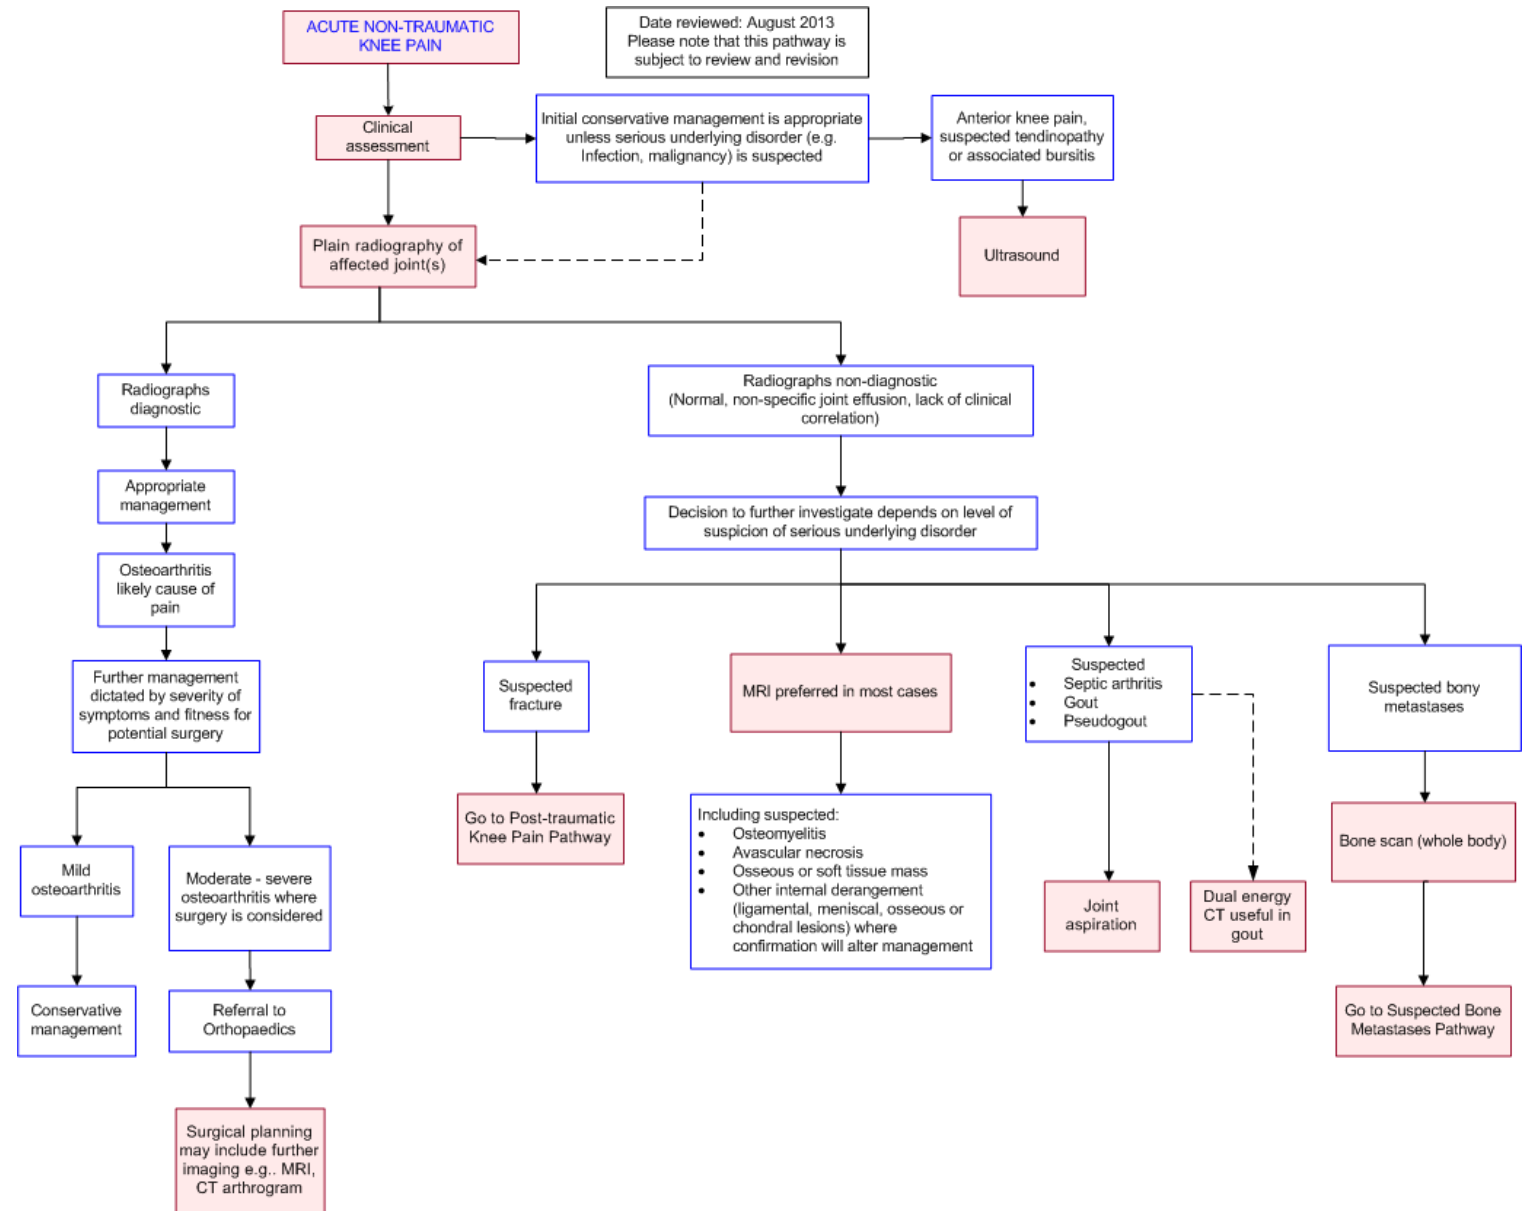 ACUTE NON-TRAUMATIC
KNEE PAIN
Date reviewed: August 2013
Please note that this pathway is
subject to review and revision
Clinical
assessment
Initial conservative management is appropriate
unless serious underlying disorder (e.g.
Infection, malignancy) is suspected
Anterior knee pain,
suspected tendinopathy
or associated bursitis
Plain radiography of
affected joint(s)
Ultrasound
Radiographs
diagnostic
Radiographs non-diagnostic
(Normal, non-specific joint effusion, lack of clinical
correlation)
Appropriate
management
Decision to further investigate depends on level of
suspicion of serious underlying disorder
Osteoarthritis
likely cause of
pain
Further management
dictated by severity of
symptoms and fitness for
potential surgery
Suspected
fracture
MRI preferred in most cases
Suspected
• Septic arthritis
• Gout
• Pseudogout
Suspected bony
metastases
Go to Post-traumatic
Knee Pain Pathway
Including suspected:
• Osteomyelitis
• Avascular necrosis
• Osseous or soft tissue mass
• Other internal derangement
(ligamental, meniscal, osseous or
chondral lesions) where
confirmation will alter management
Bone scan (whole body)
Mild
osteoarthritis
Moderate - severe
osteoarthritis where
surgery is considered
Joint
aspiration
Dual energy
CT useful in
gout
Conservative
management
Referral to
Orthopaedics
Go to Suspected Bone
Metastases Pathway
Surgical planning
may include further
imaging e.g.. MRI,
CT arthrogram